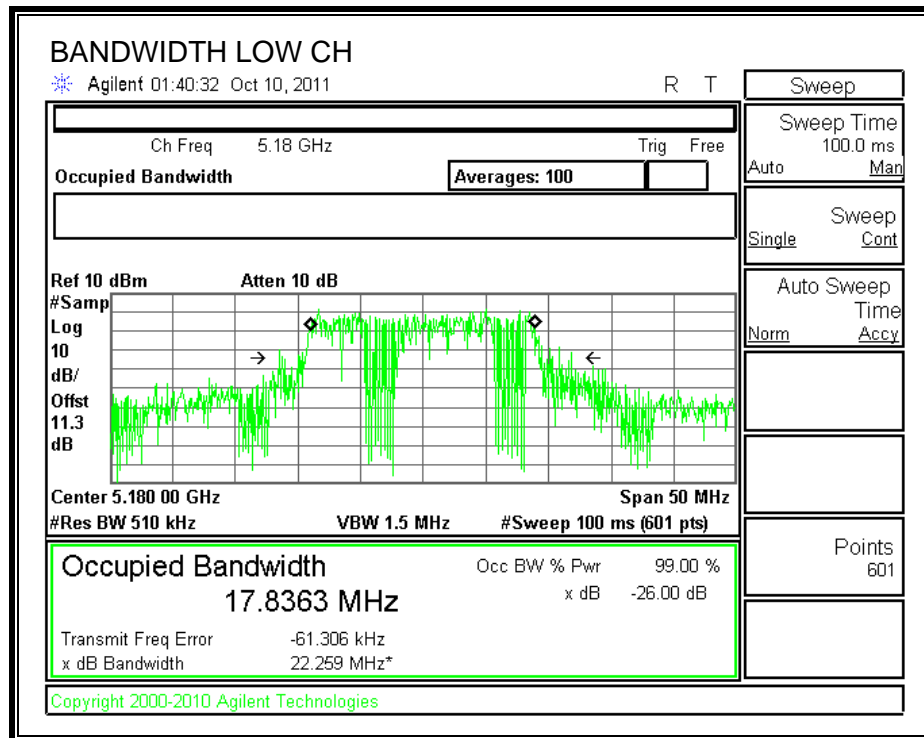 BANDWIDTH LOW CH
Agilent 01:40:32 Oct 10, 2011 R T
Ch Freq 5.18 GHz Trig Free
Occupied Bandwidth Averages: 100
Ref 10 dBm Atten 10 dB
#Samp
Log
10
dB/
Offst
11.3
dB
Center 5.180 00 GHz Span 50 MHz
#Res BW 510 kHz VBW 1.5 MHz #Sweep 100 ms (601 pts)
Occupied Bandwidth Occ BW % Pwr 99.00 %
17.8363 MHz x dB -26.00 dB
Transmit Freq Error -61.306 kHz
x dB Bandwidth 22.259 MHz*
Copyright 2000-2010 Agilent Technologies
Sweep
Sweep Time
100.0 ms
Auto Man
Sweep
Single Cont
Auto Sweep
Time
Norm Accy
Points
601